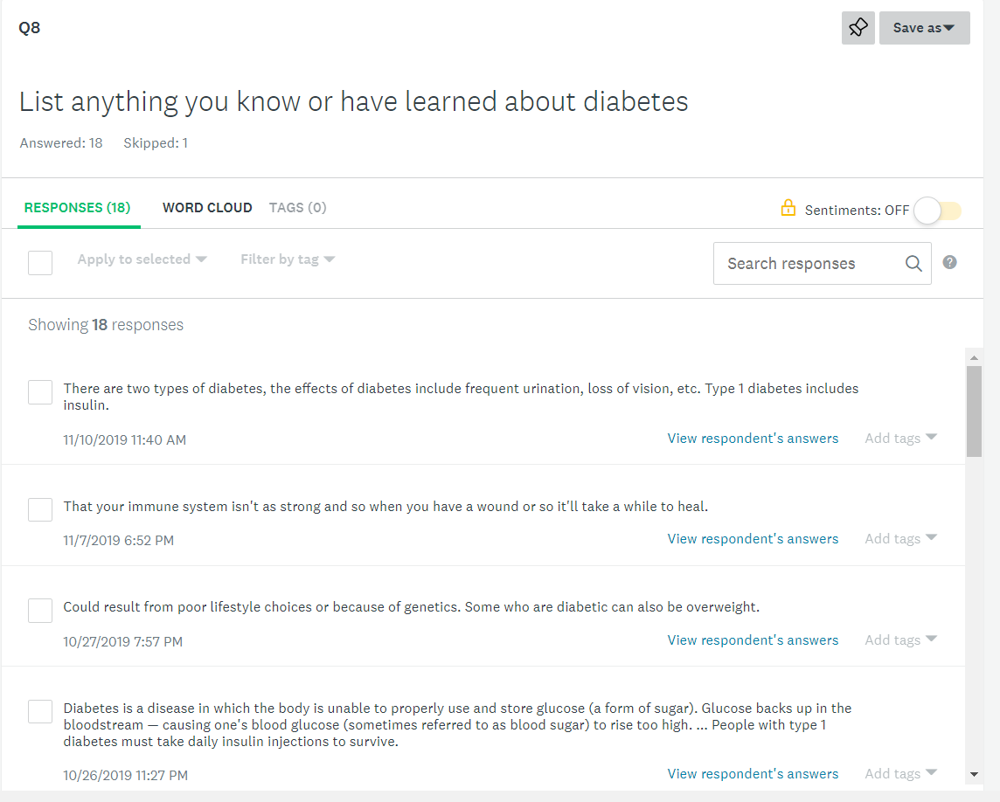 Q8
Save as
List anything you know or have learned about diabetes
Answered: 18 Skipped: 1
RESPONSES (18) WORD CLOUD TAGS (0) Sentiments: OFF
Apply to selected Filter by tag Search responses ?
Showing 18 responses
There are two types of diabetes, the effects of diabetes include frequent urination, loss of vision, etc. Type 1 diabetes includes
insulin.
11/10/2019 11:40 AM View respondent's answers Add tags
That your immune system isn't as strong and so when you have a wound or so it'll take a while to heal.
11/7/2019 6:52 PM View respondent's answers Add tags
Could result from poor lifestyle choices or because of genetics. Some who are diabetic can also be overweight.
10/27/2019 7:57 PM View respondent's answers Add tags
Diabetes is a disease in which the body is unable to properly use and store glucose (a form of sugar). Glucose backs up in the
bloodstream — causing one's blood glucose (sometimes referred to as blood sugar) to rise too high. ... People with type 1
diabetes must take daily insulin injections to survive.
10/26/2019 11:27 PM View respondent's answers Add tags